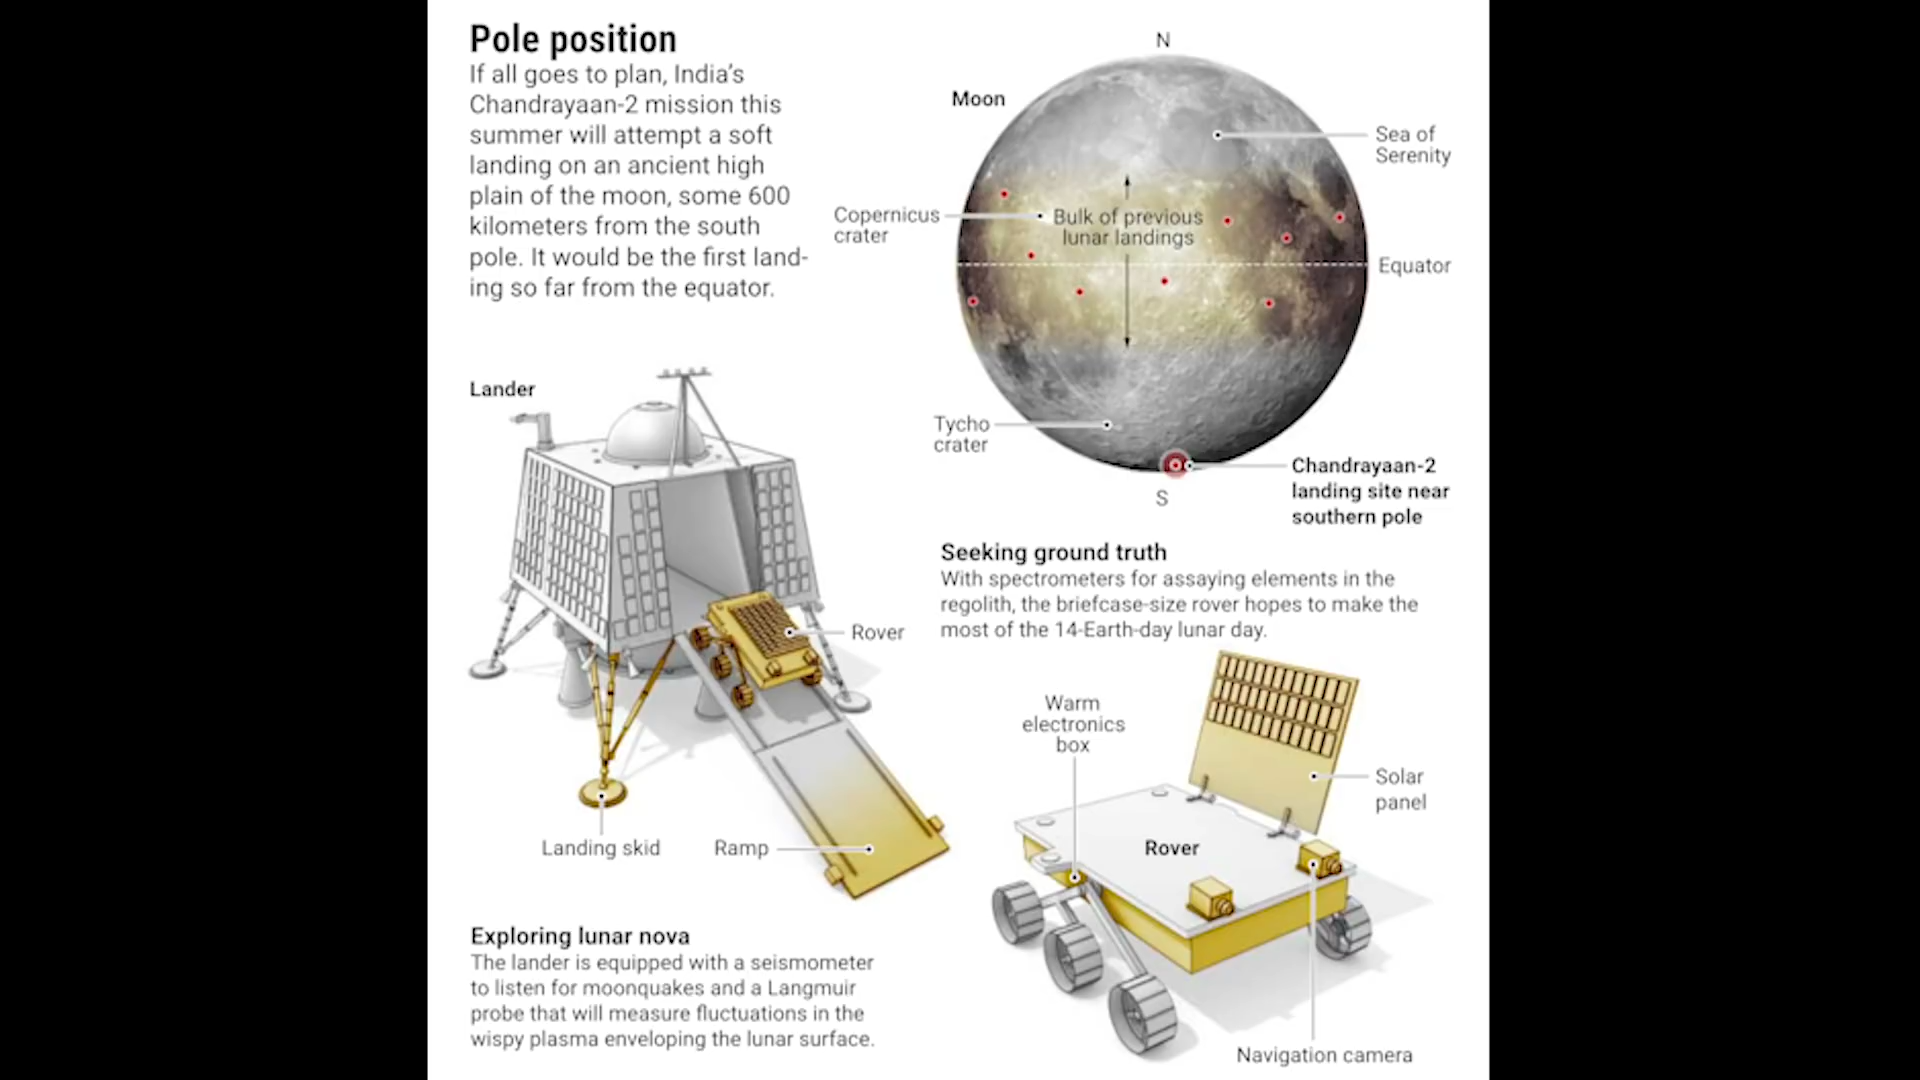 Pole position
If all goes to plan, India's
Chandrayaan-2 mission this
summer will attempt a soft
landing on an ancient high
plain of the moon, some 600
kilometers from the south
pole. It would be the first land-
ing so far from the equator.
N
Moon
Sea of
Serenity
Copernicus
crater
Bulk of previous
lunar landings
Equator
Tycho
crater
S
Chandrayaan-2
landing site near
southern pole
Lander
Rover
Landing skid
Ramp
Seeking ground truth
With spectrometers for assaying elements in the
regolith, the briefcase-size rover hopes to make the
most of the 14-Earth-day lunar day.
Warm
electronics
box
Solar
panel
Rover
Navigation camera
Exploring lunar nova
The lander is equipped with a seismometer
to listen for moonquakes and a Langmuir
probe that will measure fluctuations in the
wispy plasma enveloping the lunar surface.